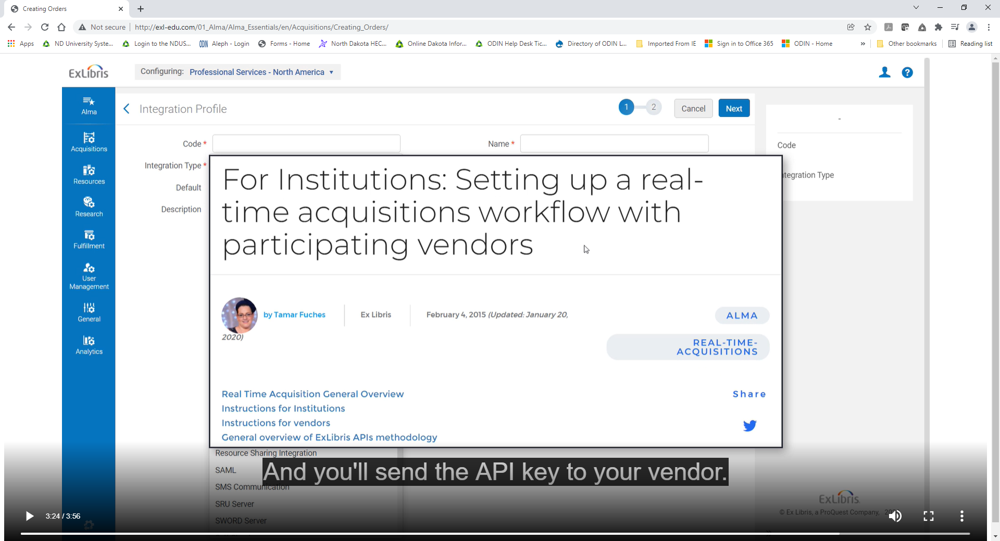 Creating Orders
Not secure
http://exl-edu.com/01_Alma/Alma_Essentials/en/Acquisitions/Creating_Orders/
Apps
ND University Syste...
Login to the NDUS...
ODIN Aleph - Login
Forms - Home
North Dakota HEC...
Online Dakota Infor...
ODIN Help Desk Tic...
Directory of ODIN L...
Imported From IE
Sign in to Office 365
ODIN - Home
»
Other bookmarks
Reading list
ExLibris
Configuring: Professional Services - North America
?
Alma
Acquisitions
Resources
Research
Fulfillment
User
Management
General
Analytics
Integration Profile
1
2
Cancel
Next
Code *
Name *
Integration Type *
Default
Description
-
Code
ntegration Type
For Institutions: Setting up a real-
time acquisitions workflow with
participating vendors
by Tamar Fuches
Ex Libris
February 4, 2015 (Updated: January 20,
2020)
ALMA
REAL-TIME-
ACQUISITIONS
Real Time Acquisition General Overview
Instructions for Institutions
Instructions for vendors
General overview of ExLibris APIs methodology
Share
Resource Sharing Integration
SAML
SMS Communication
SRU Server
SWORD Server
And you'll send the API key to your vendor.
ExLibris
© Ex Libris, a ProQuest Company,
3:24 / 3:56